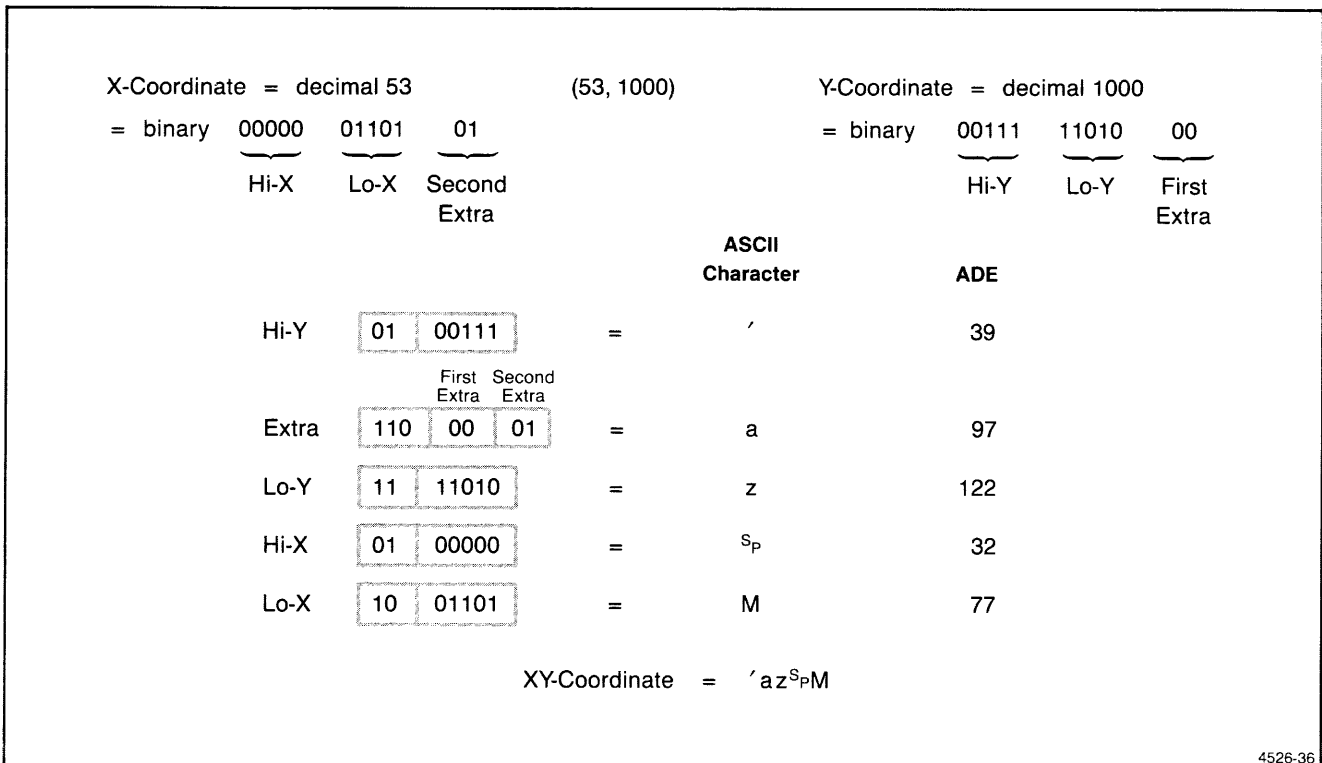 X-Coordinate = decimal 53 (53, 1000) Y-Coordinate = decimal 1000
= binary 00000 01101 01 = binary 00111 11010 00
Hi-X Lo-X Second Extra Hi-Y Lo-Y First Extra
ASCII Character ADE
Hi-Y 01 00111 = ′ 39
First Extra Second Extra
Extra 110 00 01 = a 97
Lo-Y 11 11010 = z 122
Hi-X 01 00000 = SP 32
Lo-X 10 01101 = M 77
XY-Coordinate = ′azSPM
4526-36